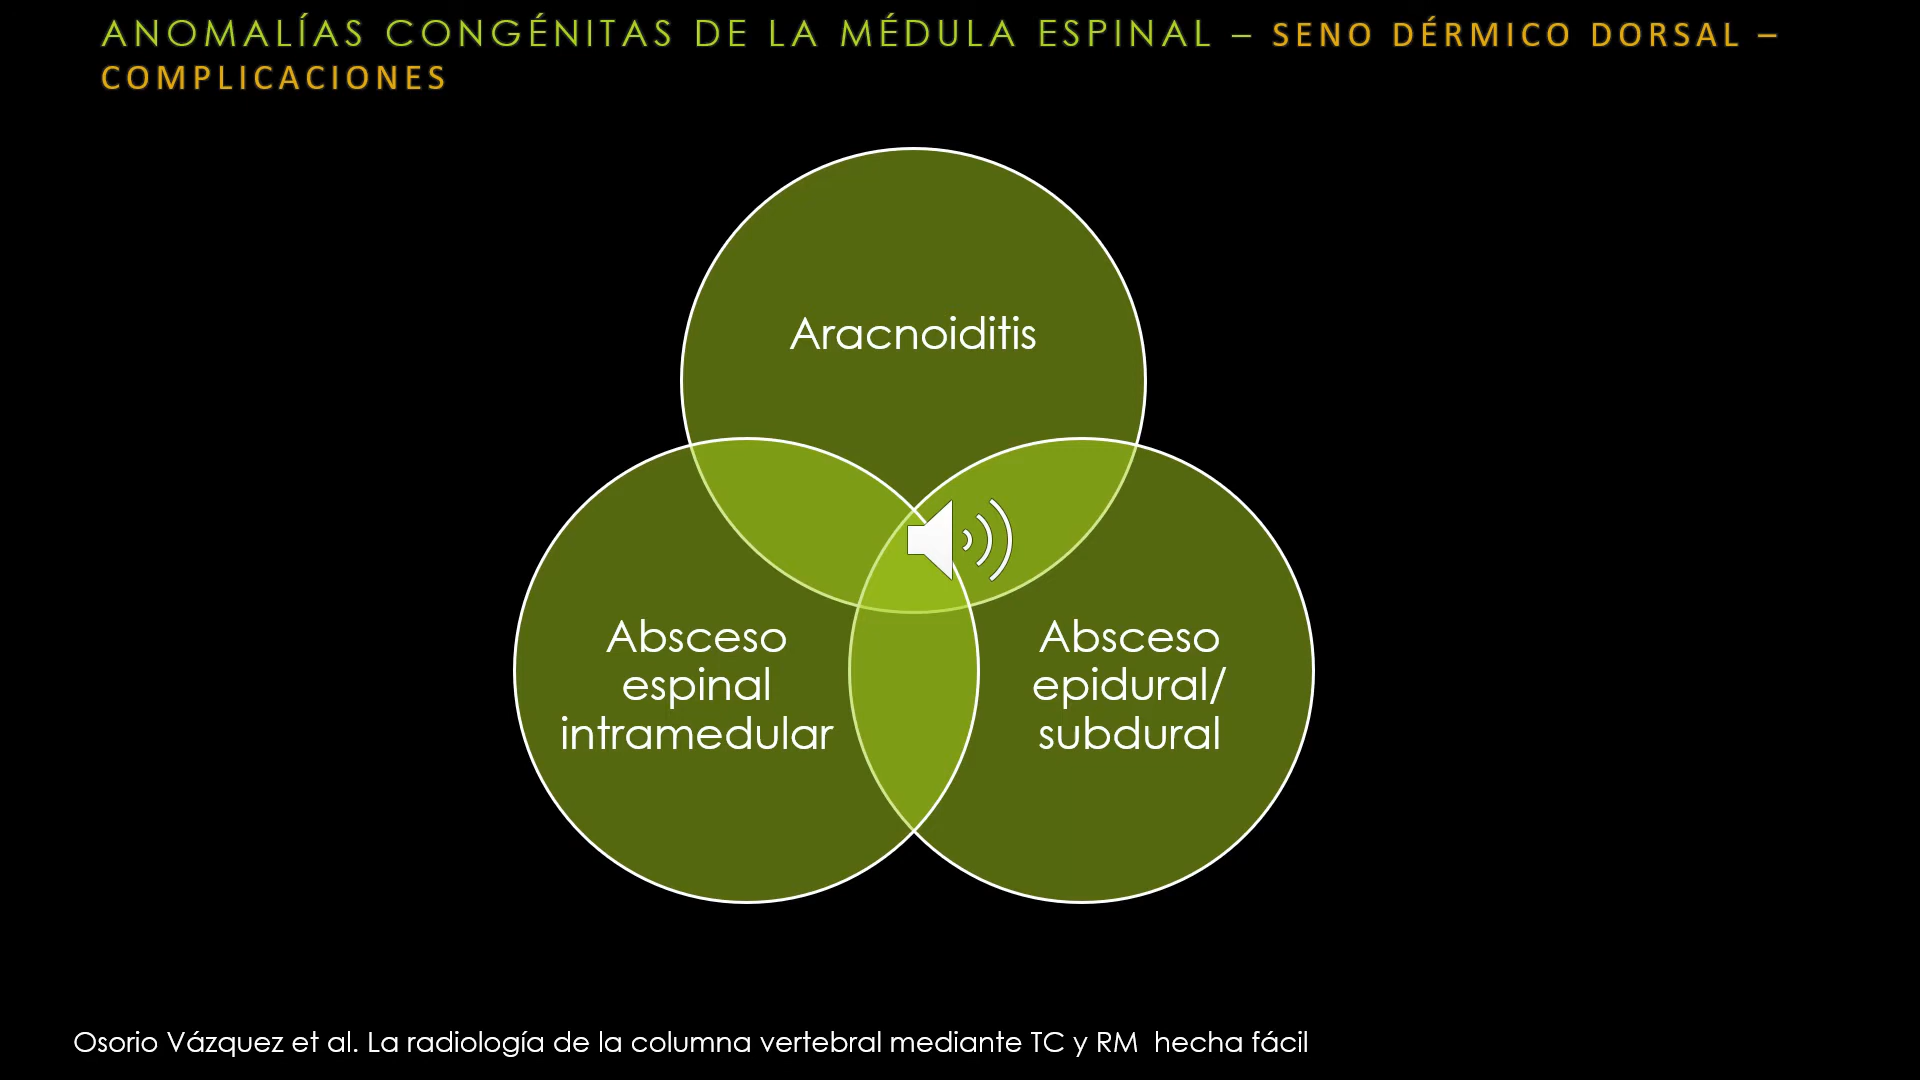 ANOMALÍAS CONGÉNITAS DE LA MÉDULA ESPINAL – SENO DÉRMICO DORSAL –
COMPLICACIONES
Aracnoiditis
Absceso
espinal
intramedular
Absceso
epidural/
subdural
Osorio Vázquez et al. La radiología de la columna vertebral mediante TC y RM hecha fácil